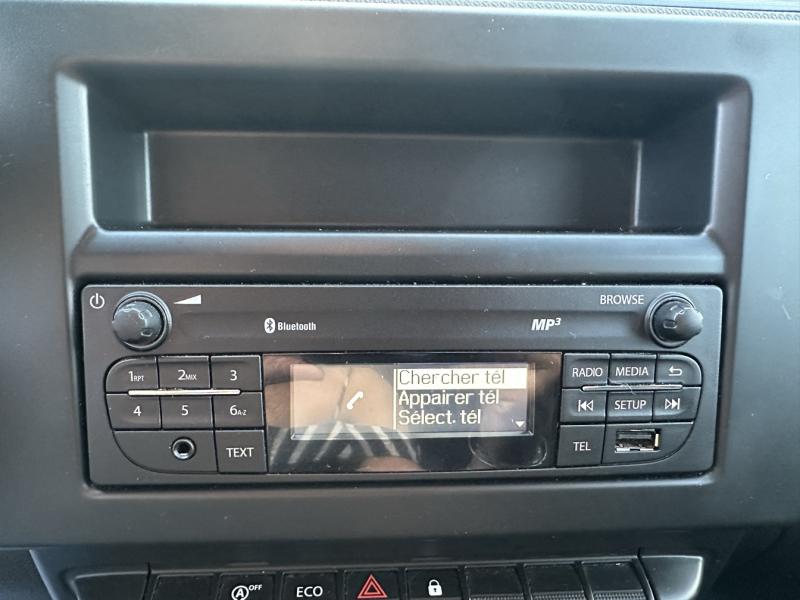 BROWSE
Bluetooth
MP3
1RPT 2MIX 3
Chercher tél
RADIO MEDIA
Appairer tél
4 5 6A-Z
Sélect. tél
SETUP
TEXT
TEL
A OFF ECO